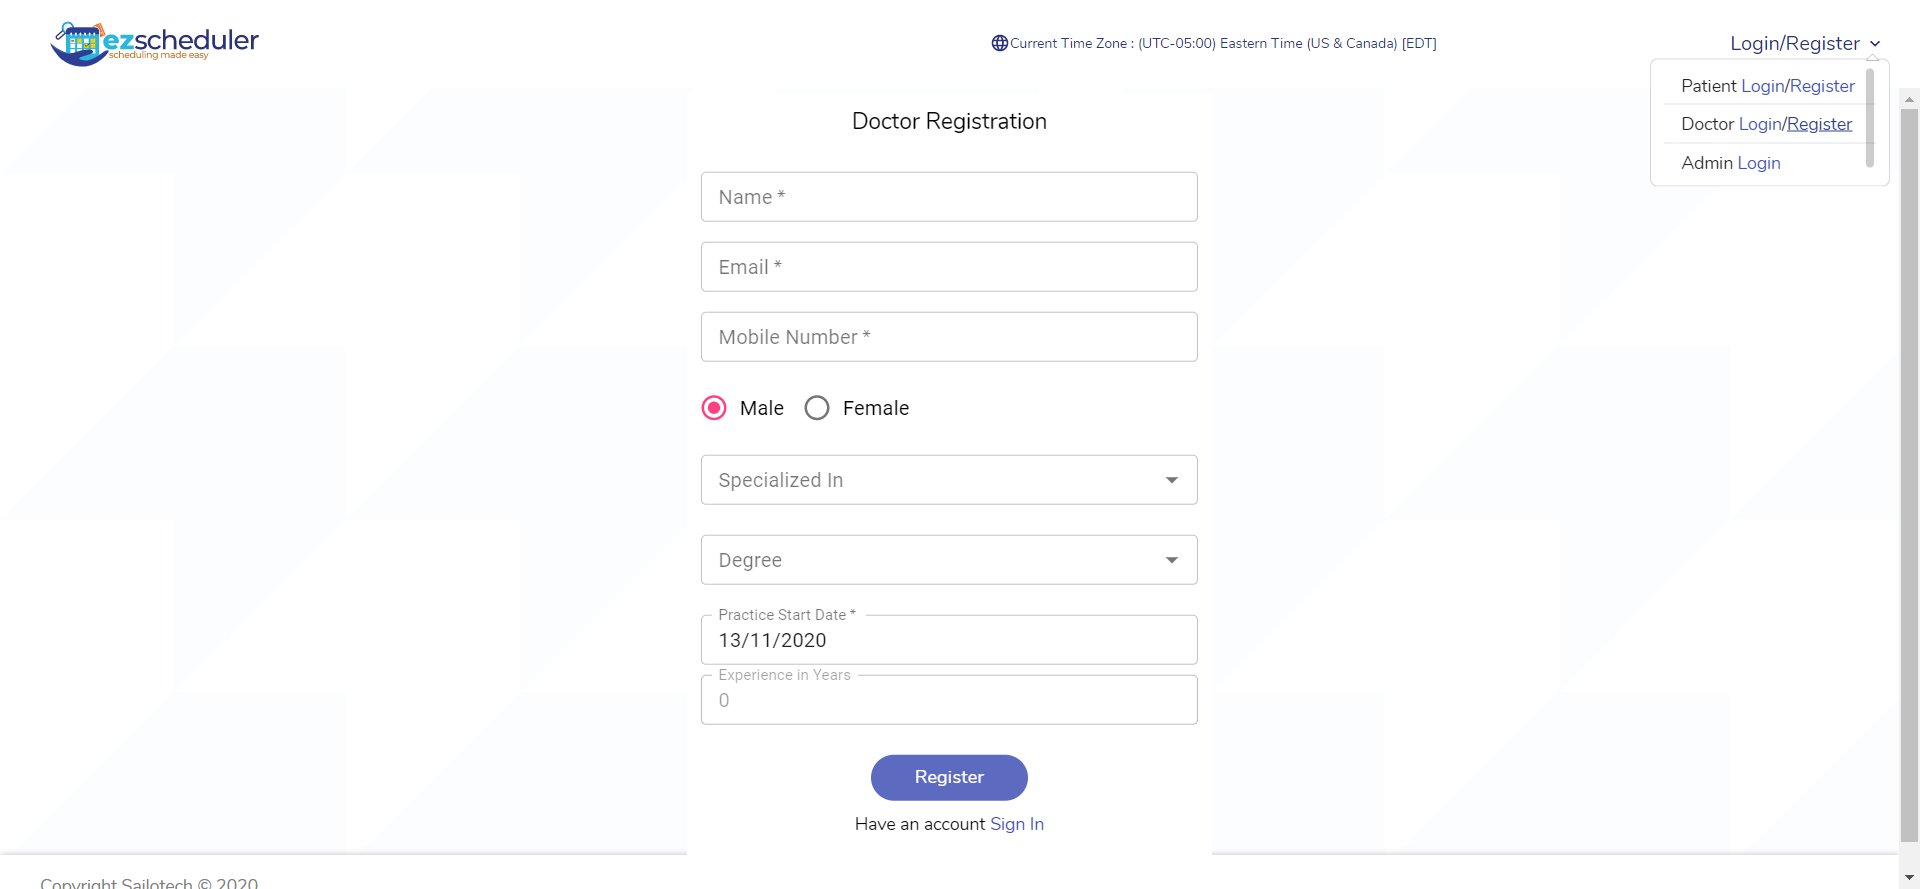 ezscheduler
scheduling made easy
Current Time Zone : (UTC-05:00) Eastern Time (US & Canada) [EDT]
Login/Register
Patient Login/Register
Doctor Login/Register
Admin Login
Doctor Registration
Name *
Email *
Mobile Number *
Male Female
Specialized In
Degree
Practice Start Date *
13/11/2020
Experience in Years
0
Register
Have an account Sign In
Copyright Sailotech © 2020